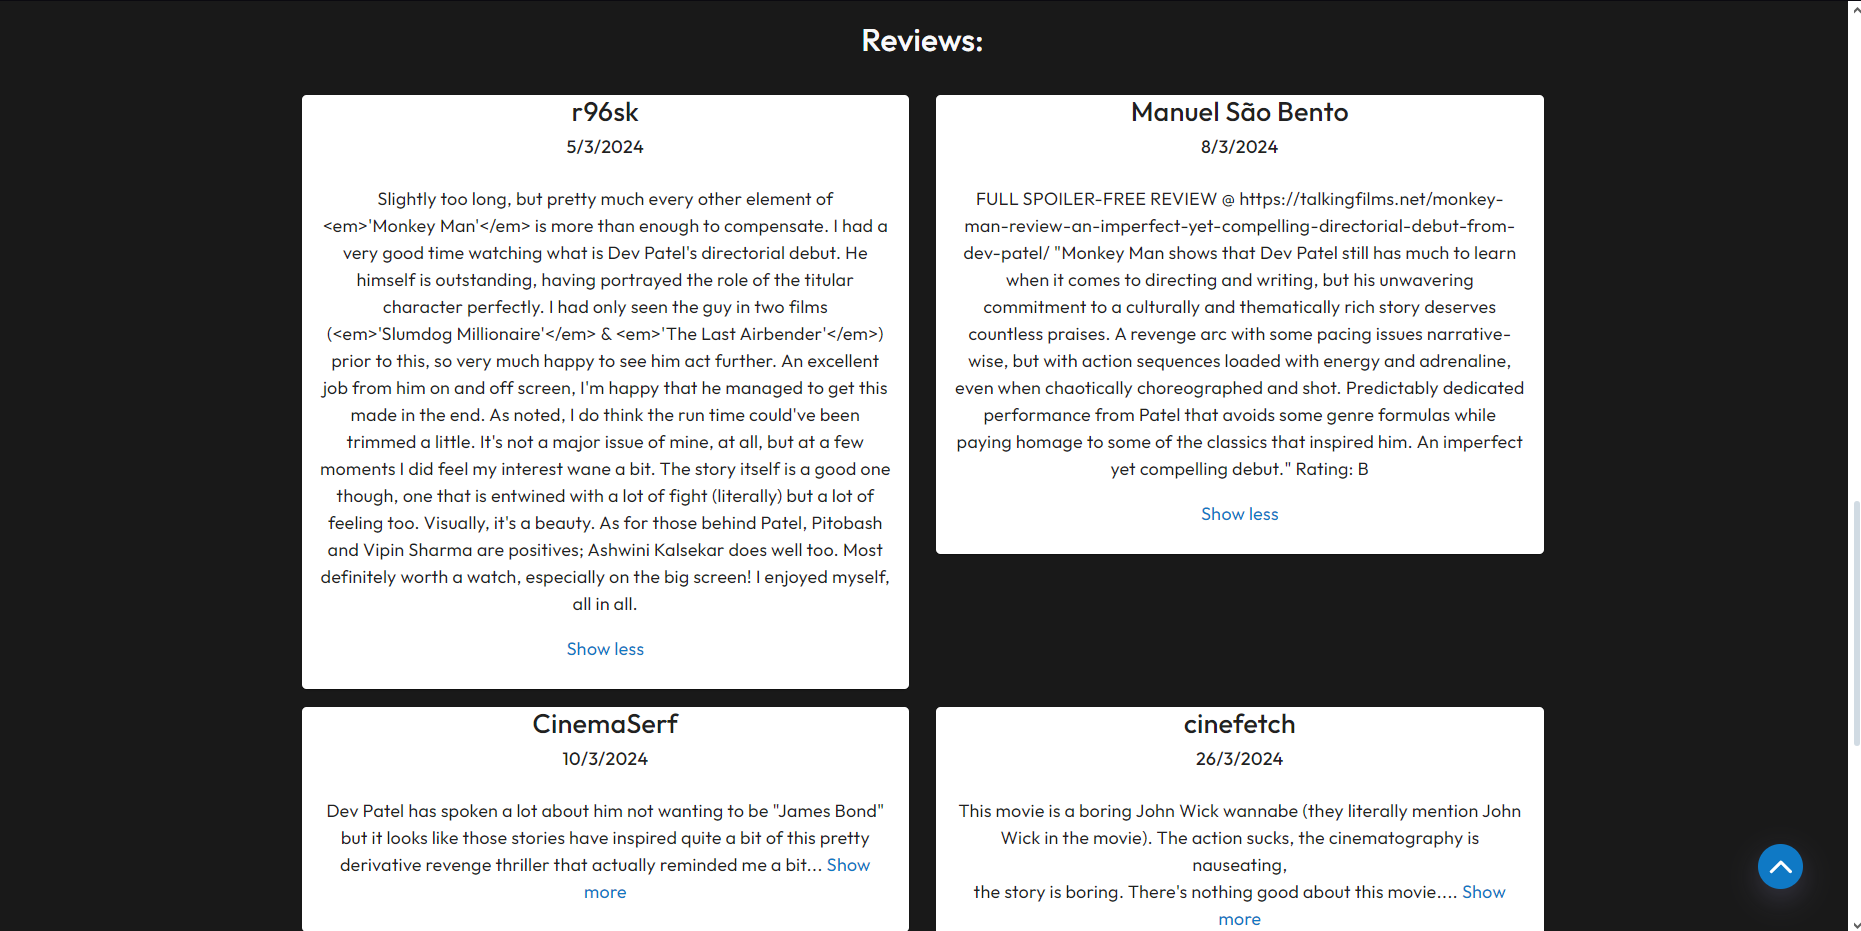 Reviews:
r96sk
5/3/2024
Slightly too long, but pretty much every other element of
<em>'Monkey Man'</em> is more than enough to compensate. I had a
very good time watching what is Dev Patel's directorial debut. He
himself is outstanding, having portrayed the role of the titular
character perfectly. I had only seen the guy in two films
(<em>'Slumdog Millionaire'</em> & <em>'The Last Airbender'</em>)
prior to this, so very much happy to see him act further. An excellent
job from him on and off screen, I'm happy that he managed to get this
made in the end. As noted, I do think the run time could've been
trimmed a little. It's not a major issue of mine, at all, but at a few
moments I did feel my interest wane a bit. The story itself is a good one
though, one that is entwined with a lot of fight (literally) but a lot of
feeling too. Visually, it's a beauty. As for those behind Patel, Pitobash
and Vipin Sharma are positives; Ashwini Kalsekar does well too. Most
definitely worth a watch, especially on the big screen! I enjoyed myself,
all in all.
Show less
Manuel São Bento
8/3/2024
FULL SPOILER-FREE REVIEW @ https://talkingfilms.net/monkey-
man-review-an-imperfect-yet-compelling-directorial-debut-from-
dev-patel/ "Monkey Man shows that Dev Patel still has much to learn
when it comes to directing and writing, but his unwavering
commitment to a culturally and thematically rich story deserves
countless praises. A revenge arc with some pacing issues narrative-
wise, but with action sequences loaded with energy and adrenaline,
even when chaotically choreographed and shot. Predictably dedicated
performance from Patel that avoids some genre formulas while
paying homage to some of the classics that inspired him. An imperfect
yet compelling debut." Rating: B
Show less
CinemaSerf
10/3/2024
Dev Patel has spoken a lot about him not wanting to be "James Bond"
but it looks like those stories have inspired quite a bit of this pretty
derivative revenge thriller that actually reminded me a bit... Show
more
cinefetch
26/3/2024
This movie is a boring John Wick wannabe (they literally mention John
Wick in the movie). The action sucks, the cinematography is
nauseating,
the story is boring. There's nothing good about this movie.... Show
more